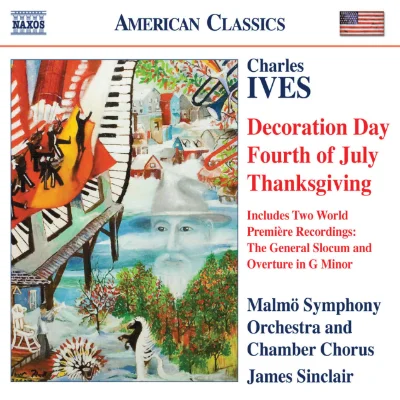 NAXOS
AMERICAN CLASSICS
Charles
IVES
Decoration Day
Fourth of July
Thanksgiving
Includes Two World
Première Recordings:
The General Slocum and
Overture in G Minor
Malmö Symphony
Orchestra and
Chamber Chorus
James Sinclair